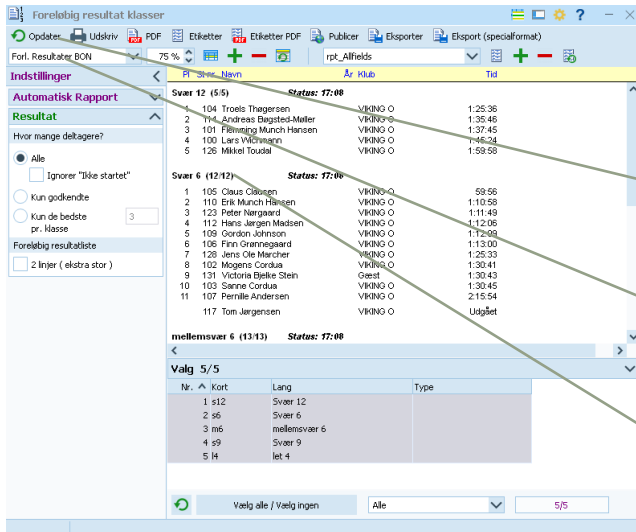 Foreløbig resultat klasser
Opdater Udskriv PDF Etiketter Etiketter PDF Publicer Eksporter Eksport (specialformat)
Forl. Resultater BON 75 % rpt_Allfields
Indstillinger
Automatisk Rapport
Resultat
Hvor mange deltagere?
Alle
Ignorer "Ikke startet"
Kun godkendte
Kun de bedste 3
pr. klasse
Foreløbig resultatliste
2 linjer ( ekstra stor )
Pl St.nr. Navn År Klub Tid
Svær 12 (5/5) Status: 17:08
1 104 Troels Thøgersen VIKING O 1:25:36
2 114 Andreas Bøgsted-Møller VIKING O 1:35:46
3 101 Flemming Munch Hansen VIKING O 1:37:45
4 100 Lars Wichmann VIKING O 1:45:24
5 126 Mikkel Toudal VIKING O 1:59:58
Svær 6 (12/12) Status: 17:08
1 105 Claus Clausen VIKING O 59:56
2 110 Erik Munch Hansen VIKING O 1:10:58
3 123 Peter Nørgaard VIKING O 1:11:49
4 112 Hans Jørgen Madsen VIKING O 1:12:06
5 109 Gordon Johnson VIKING O 1:12:09
6 106 Finn Grønnegaard VIKING O 1:13:00
7 128 Jens Ole Marcher VIKING O 1:25:33
8 102 Mogens Cordua VIKING O 1:30:41
9 131 Victoria Bjelke Stein Gæst 1:30:43
10 103 Sanne Cordua VIKING O 1:30:45
11 107 Pernille Andersen VIKING O 2:15:54
117 Tom Jørgensen VIKING O Udgået
mellemsvær 6 (13/13) Status: 17:08
Valg 5/5
Nr. Kort Lang Type
1 s12 Svær 12
2 s6 Svær 6
3 m6 mellemsvær 6
4 s9 Svær 9
5 l4 let 4
Vælg alle / Vælg ingen Alle 5/5